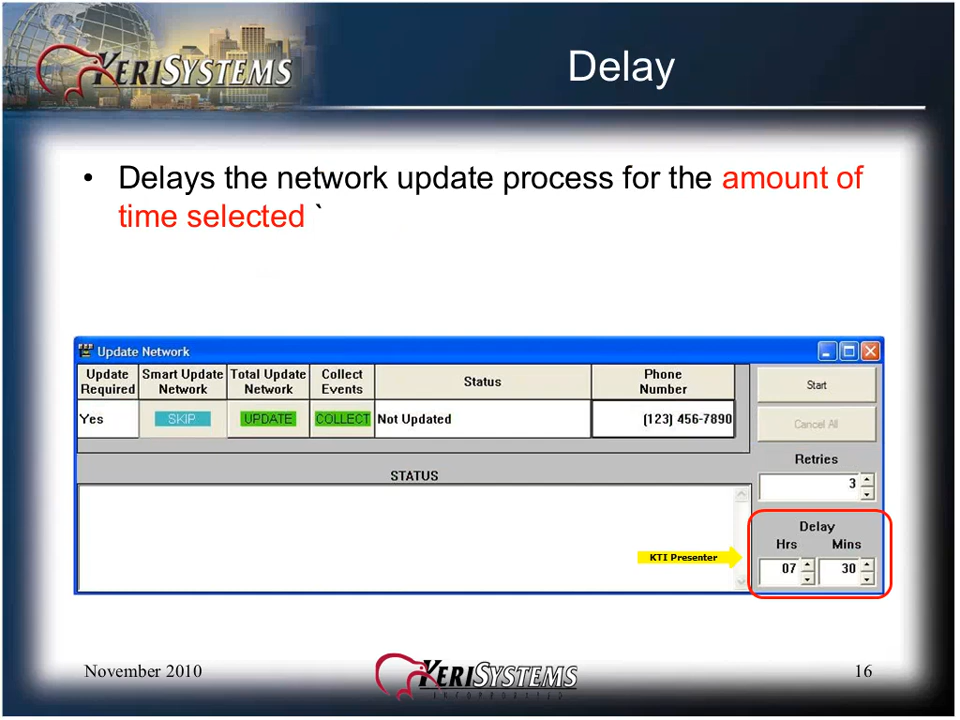 KERISYSTEMS
Delay
• Delays the network update process for the amount of
time selected `
Update Network
Update Required Smart Update Network Total Update Network Collect Events Status Phone Number
Yes SKIP UPDATE COLLECT Not Updated (123) 456-7890
Start
Cancel All
Retries
3
STATUS
Delay
Hrs Mins
KTI Presenter
07 30
November 2010
KERISYSTEMS
INCORPORATED
16